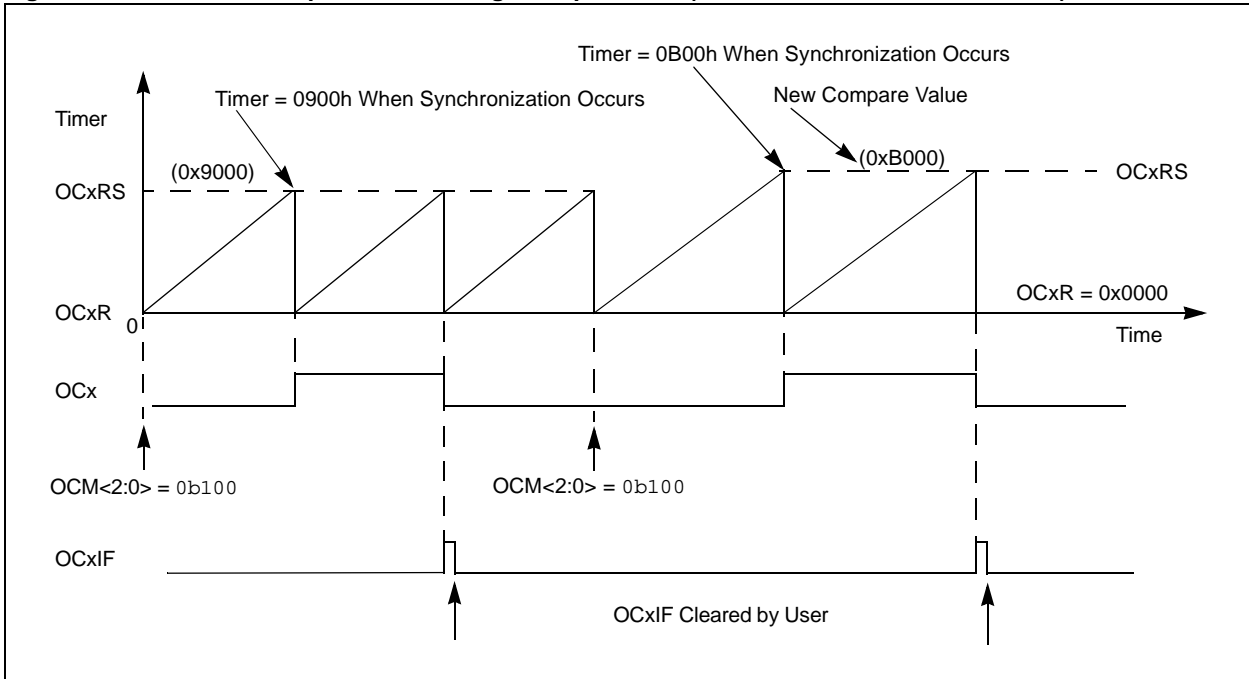 Timer = 0B00h When Synchronization Occurs
Timer = 0900h When Synchronization Occurs
New Compare Value
Timer
(0x9000)
(0xB000)
OCxRS
OCxRS
OCxR
0
OCxR = 0x0000
Time
OCx
OCM<2:0> = 0b100
OCM<2:0> = 0b100
OCxIF
OCxIF Cleared by User